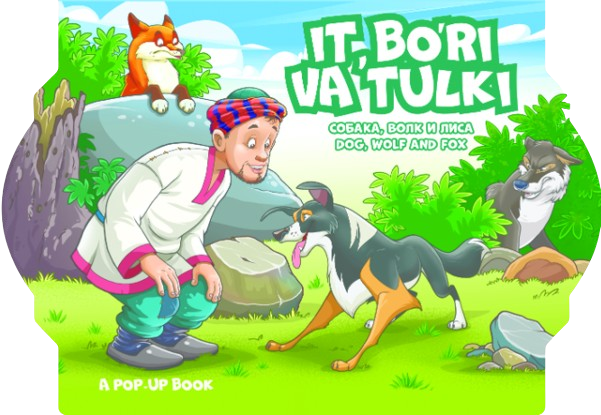 IT, BO'RI
VA TULKI
СОБАКА, ВОЛК И ЛИСА
DOG, WOLF AND FOX
A POP-UP BOOK